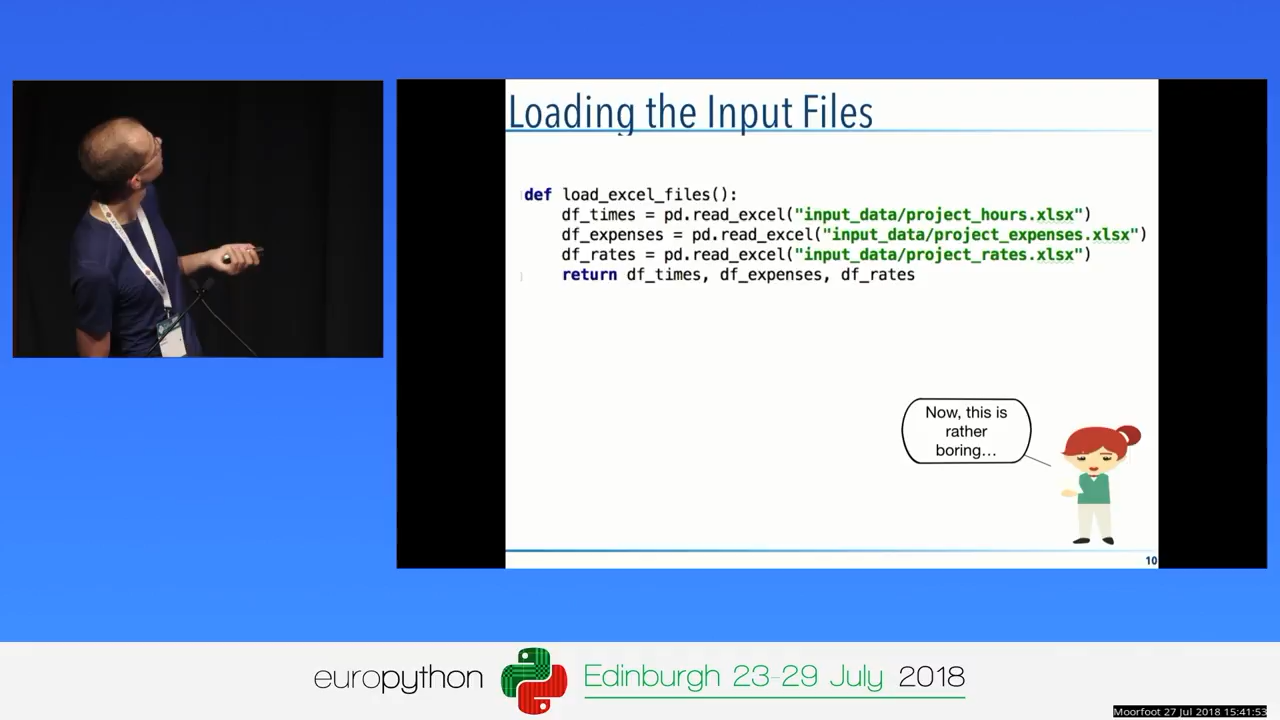 Loading the Input Files
def load_excel_files():
df_times = pd.read_excel("input_data/project_hours.xlsx")
df_expenses = pd.read_excel("input_data/project_expenses.xlsx")
df_rates = pd.read_excel("input_data/project_rates.xlsx")
return df_times, df_expenses, df_rates
Now, this is
rather
boring…
10
europython
Edinburgh 23-29 July 2018
Moorfoot 27 Jul 2018 15:41:53